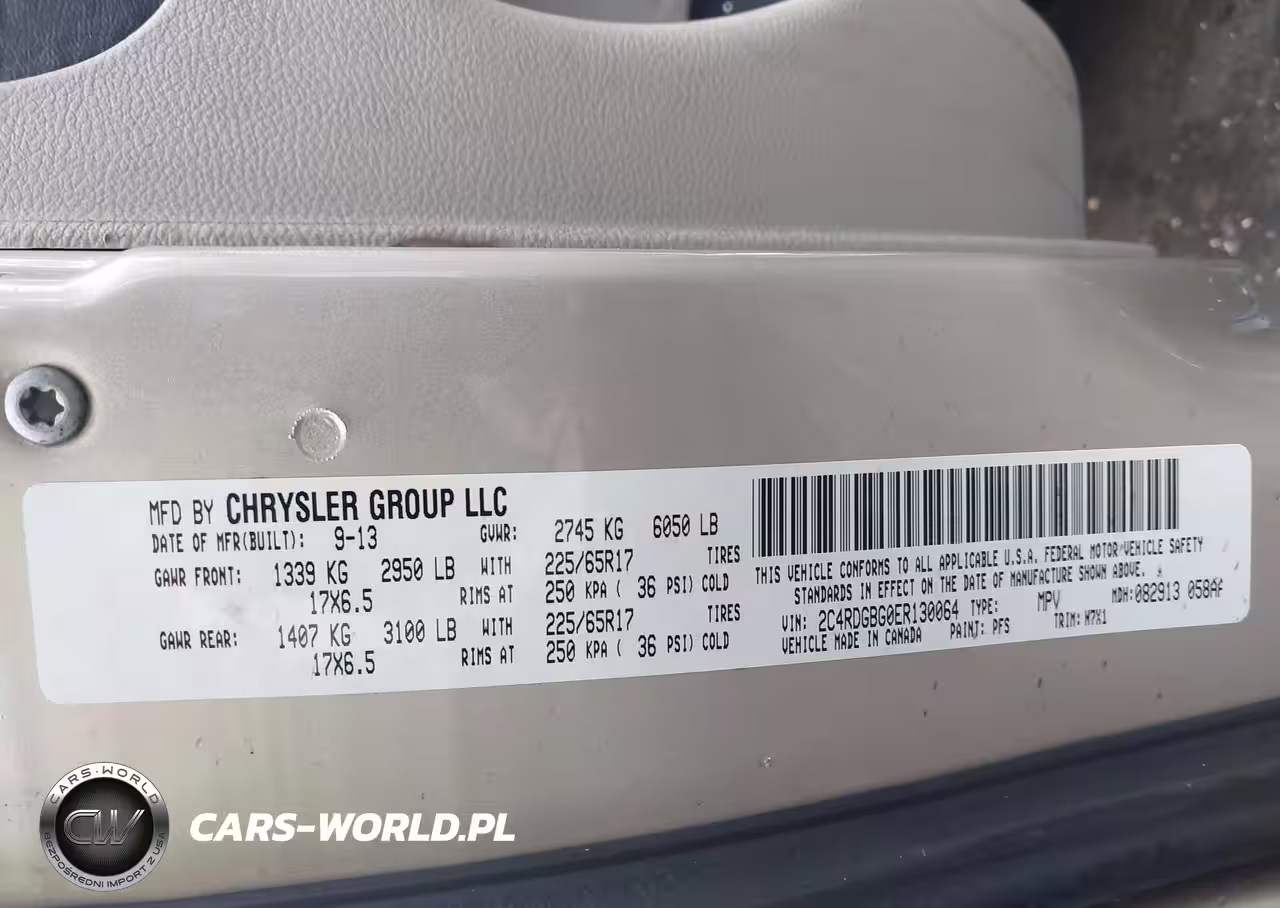 MFD BY CHRYSLER GROUP LLC
DATE OF MFR(BUILT): 9-13 GVWR: 2745 KG 6050 LB
GAWR FRONT: 1339 KG 2950 LB WITH 225/65R17 TIRES
17X6.5 RIMS AT 250 KPA ( 36 PSI) COLD
GAWR REAR: 1407 KG 3100 LB WITH 225/65R17 TIRES
17X6.5 RIMS AT 250 KPA ( 36 PSI) COLD
THIS VEHICLE CONFORMS TO ALL APPLICABLE U.S.A. FEDERAL MOTOR VEHICLE SAFETY
STANDARDS IN EFFECT ON THE DATE OF MANUFACTURE SHOWN ABOVE.
VIN: 2C4RDGBG0ER130064 TYPE: MPV MDH:082913 058AF
VEHICLE MADE IN CANADA PAINT: PFS TRIM: M7X1
CARS-WORLD
CW
BEZPOŚREDNI IMPORT Z USA
CARS-WORLD.PL